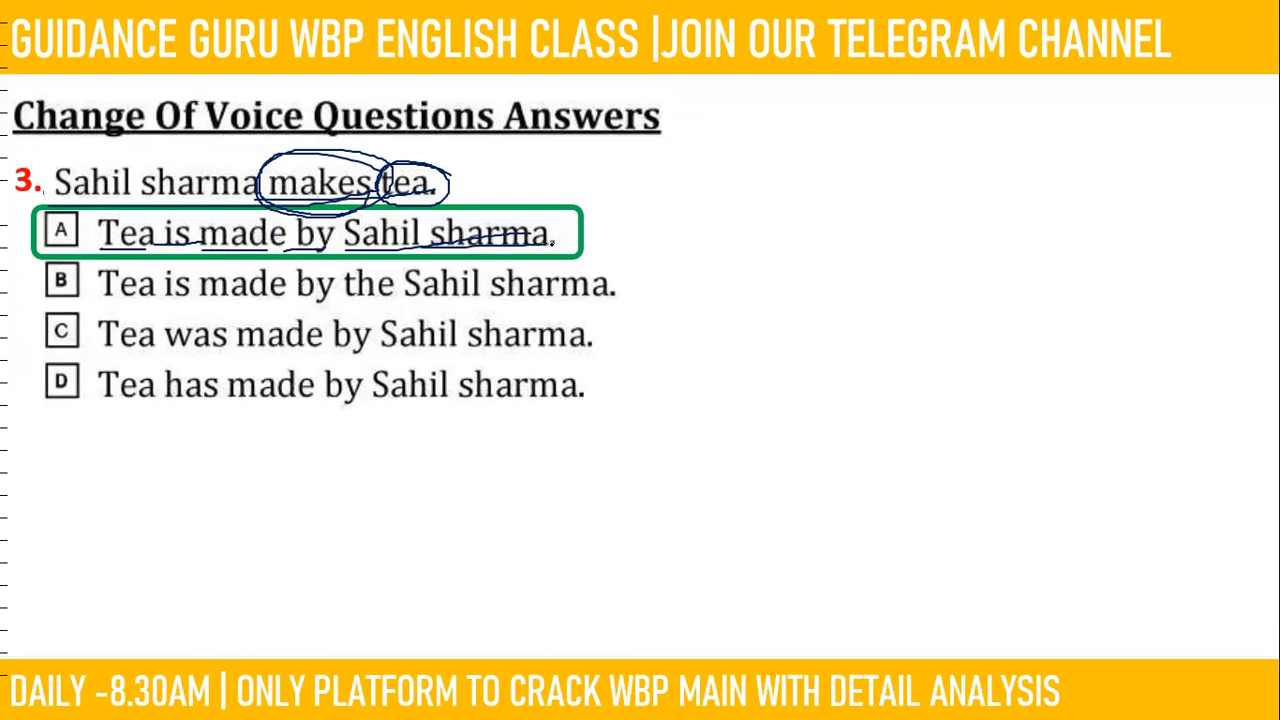 GUIDANCE GURU WBP ENGLISH CLASS |JOIN OUR TELEGRAM CHANNEL
Change Of Voice Questions Answers
3. Sahil sharma makes tea.
A Tea is made by Sahil sharma.
B Tea is made by the Sahil sharma.
C Tea was made by Sahil sharma.
D Tea has made by Sahil sharma.
DAILY -8.30AM | ONLY PLATFORM TO CRACK WBP MAIN WITH DETAIL ANALYSIS